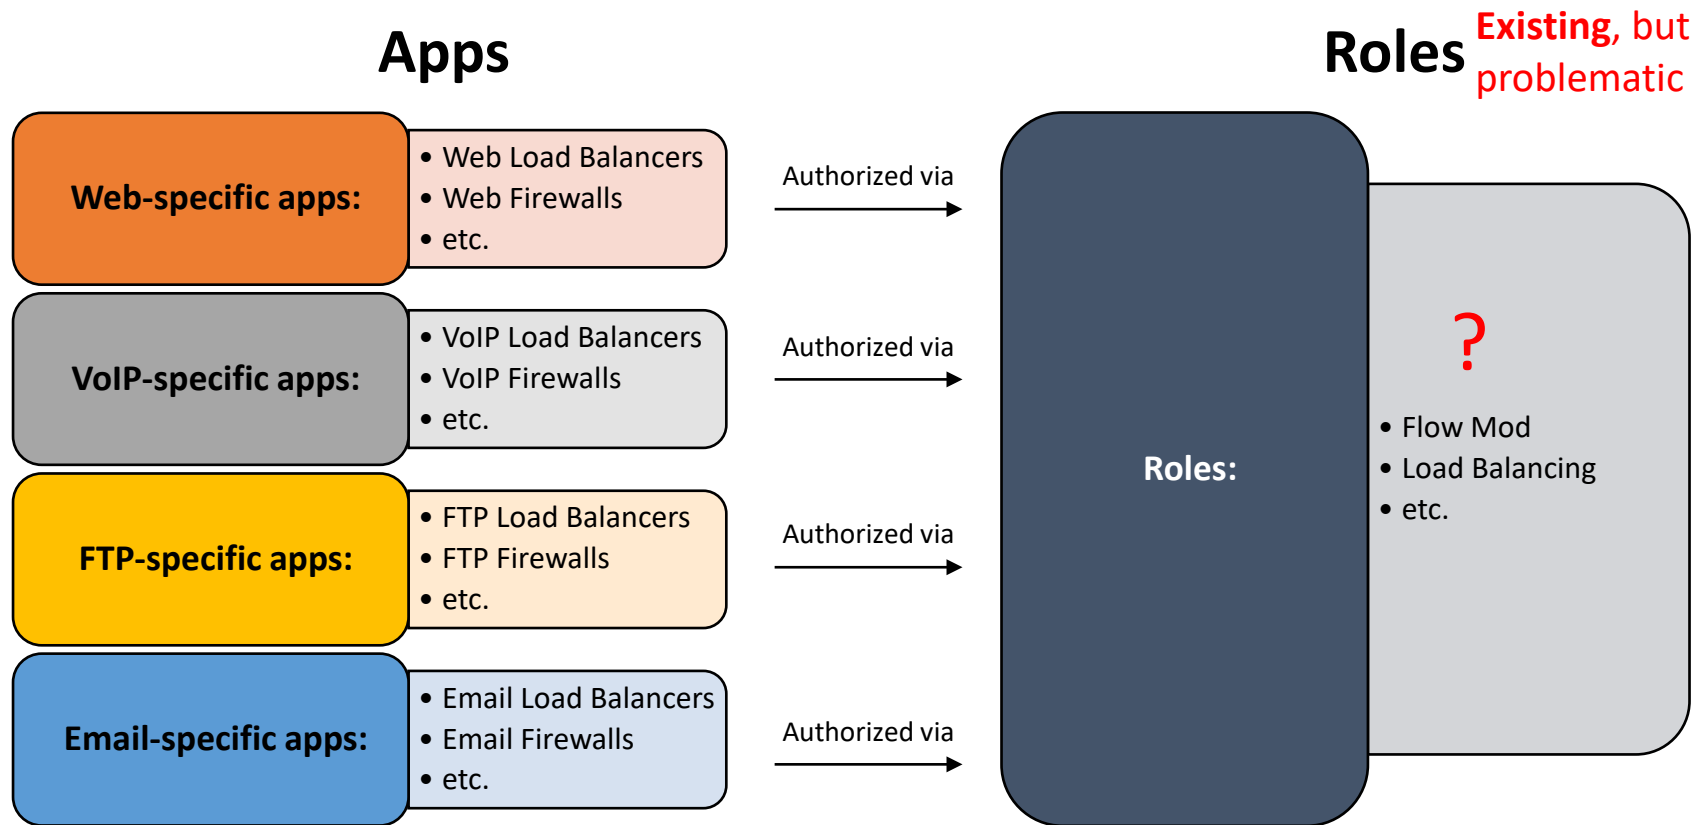 Apps
Roles
Existing, but
problematic
Web-specific apps:
• Web Load Balancers
• Web Firewalls
• etc.
Authorized via
VoIP-specific apps:
• VoIP Load Balancers
• VoIP Firewalls
• etc.
Authorized via
FTP-specific apps:
• FTP Load Balancers
• FTP Firewalls
• etc.
Authorized via
Email-specific apps:
• Email Load Balancers
• Email Firewalls
• etc.
Authorized via
Roles:
?
• Flow Mod
• Load Balancing
• etc.